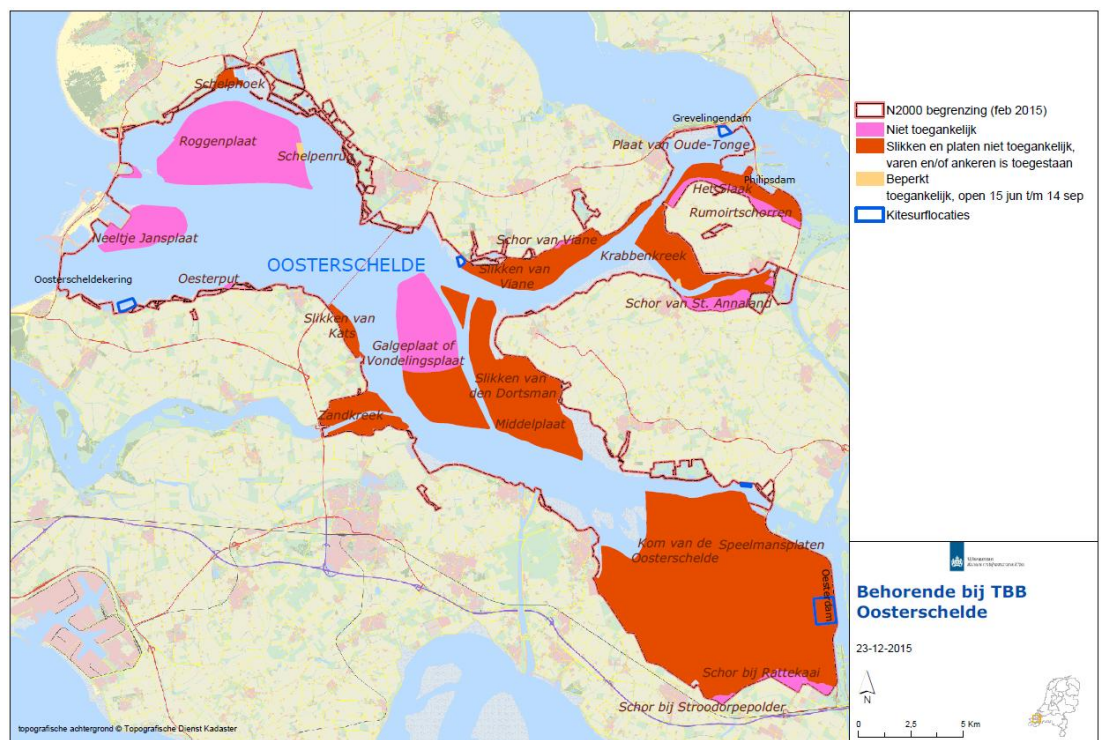 Schelphoek
Roggenplaat
Schelpenrug
Grevelingendam
Plaat van Oude-Tonge
Philipsdam
Het Slaak
Rumoirtschorren
Neeltje Jansplaat
Schor van Viane
Krabbenkreek
Oosterscheldekering
Oesterput
OOSTERSCHELDE
Slikken van
Viane
Schor van St. Annaland
Slikken van
Kats
Galgeplaat of
Vondelingsplaat
Slikken van
den Dortsman
Zandkreek
Middelplaat
Kom van de
Oosterschelde
Speelmansplaten
Oesterdam
Schor bij Rattekaai
Schor bij Stroodorpepolder
topografische achtergrond © Topografische Dienst Kadaster
N2000 begrenzing (feb 2015)
Niet toegankelijk
Slikken en platen niet toegankelijk,
varen en/of ankeren is toegestaan
Beperkt
toegankelijk, open 15 jun t/m 14 sep
Kitesurflocaties
Behorende bij TBB
Oosterschelde
23-12-2015
N
0 2,5 5 Km